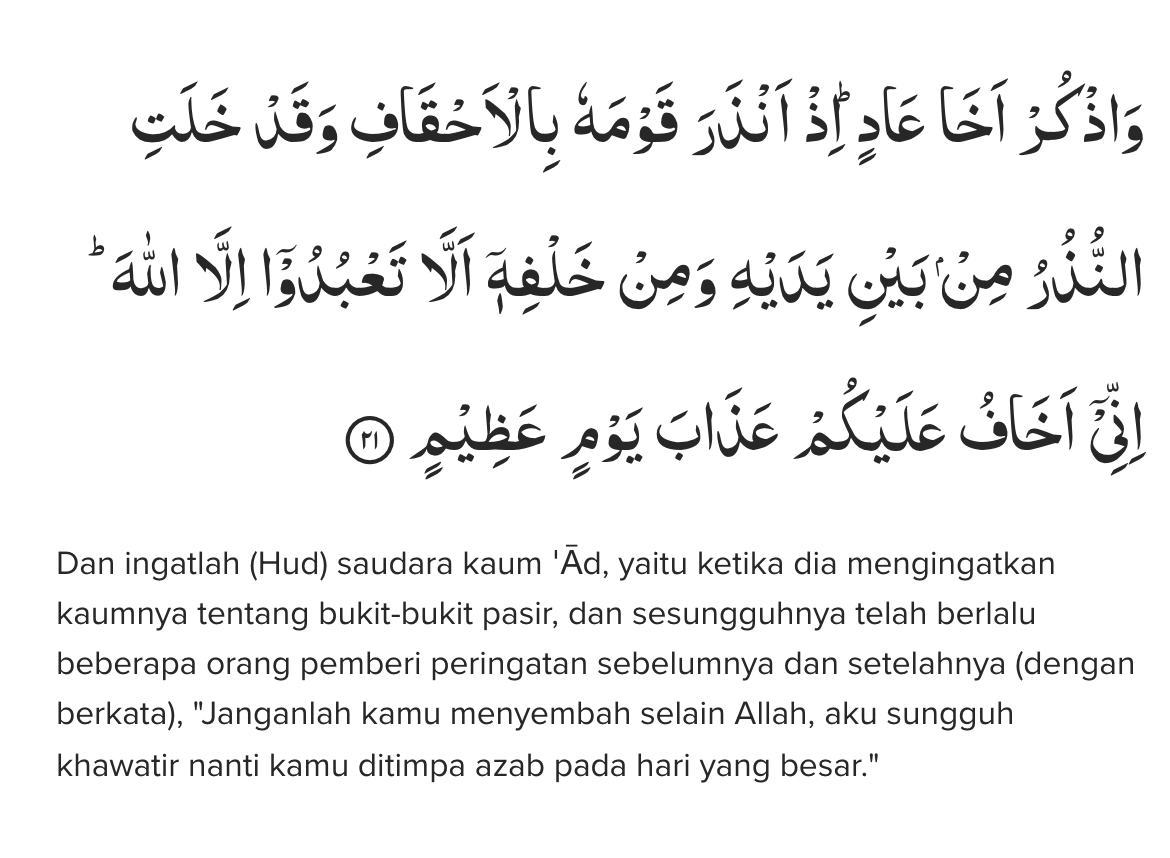 وَاذْكُرْ اَخَا عَادٍۗ اِذْ اَنْذَرَ قَوْمَهٗ بِالْاَحْقَافِ وَقَدْ خَلَتِ
النُّذُرُ مِنْۢ بَيْنِ يَدَيْهِ وَمِنْ خَلْفِهٖٓ اَلَّا تَعْبُدُوْٓا اِلَّا اللّٰهَ ۗ
اِنِّيْٓ اَخَافُ عَلَيْكُمْ عَذَابَ يَوْمٍ عَظِيْمٍ ٢١
Dan ingatlah (Hud) saudara kaum 'Ād, yaitu ketika dia mengingatkan
kaumnya tentang bukit-bukit pasir, dan sesungguhnya telah berlalu
beberapa orang pemberi peringatan sebelumnya dan setelahnya (dengan
berkata), "Janganlah kamu menyembah selain Allah, aku sungguh
khawatir nanti kamu ditimpa azab pada hari yang besar."